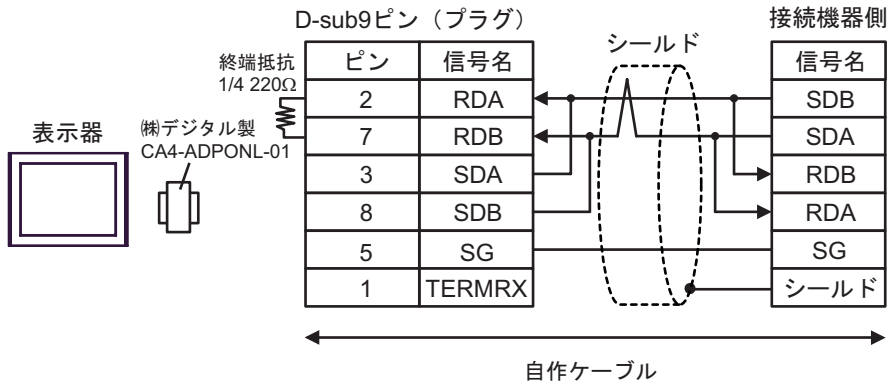 D-sub9ピン（プラグ）
接続機器側
シールド
終端抵抗
1/4 220Ω
ピン 信号名 信号名
2 RDA SDB
7 RDB SDA
3 SDA RDB
8 SDB RDA
5 SG SG
1 TERMRX シールド
表示器
㈱デジタル製
CA4-ADPONL-01
自作ケーブル